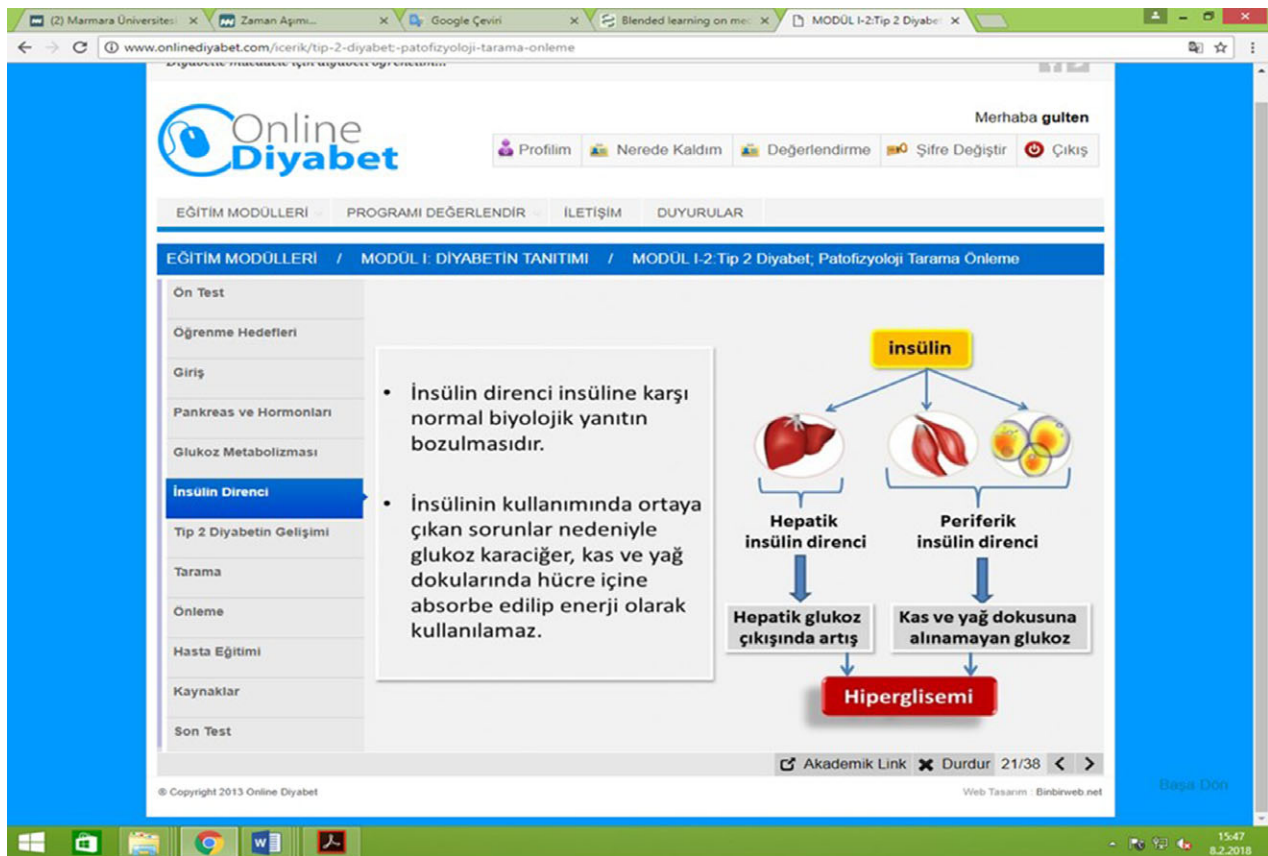 (2) Marmara Üniversitesi
Zaman Aşımı...
Google Çeviri
Blended learning on med
MODÜL I-2:Tip 2 Diyabet
www.onlinediyabet.com/icerik/tip-2-diyabet;-patofizyoloji-tarama-onleme
Diyabetle mücadele için diyabet öğrenelim...
Online
Diyabet
Merhaba gulten
Profilim
Nerede Kaldım
Değerlendirme
Şifre Değiştir
Çıkış
EĞİTİM MODÜLLERİ
PROGRAMI DEĞERLENDİR
İLETİŞİM
DUYURULAR
EĞİTİM MODÜLLERİ / MODÜL I: DİYABETİN TANITIMI / MODÜL I-2:Tip 2 Diyabet; Patofizyoloji Tarama Önleme
Ön Test
Öğrenme Hedefleri
Giriş
Pankreas ve Hormonları
Glukoz Metabolizması
İnsülin Direnci
Tip 2 Diyabetin Gelişimi
Tarama
Önleme
Hasta Eğitimi
Kaynaklar
Son Test
• İnsülin direnci insüline karşı
normal biyolojik yanıtın
bozulmasıdır.
• İnsülinin kullanımında ortaya
çıkan sorunlar nedeniyle
glukoz karaciğer, kas ve yağ
dokularında hücre içine
absorbe edilip enerji olarak
kullanılamaz.
insülin
Hepatik
insülin direnci
Periferik
insülin direnci
Hepatik glukoz
çıkışında artış
Kas ve yağ dokusuna
alınamayan glukoz
Hiperglisemi
Akademik Link
Durdur
21/38
© Copyright 2013 Online Diyabet
Web Tasarım : Binbirweb.net
Başa Dön
15:47
8.2.2018